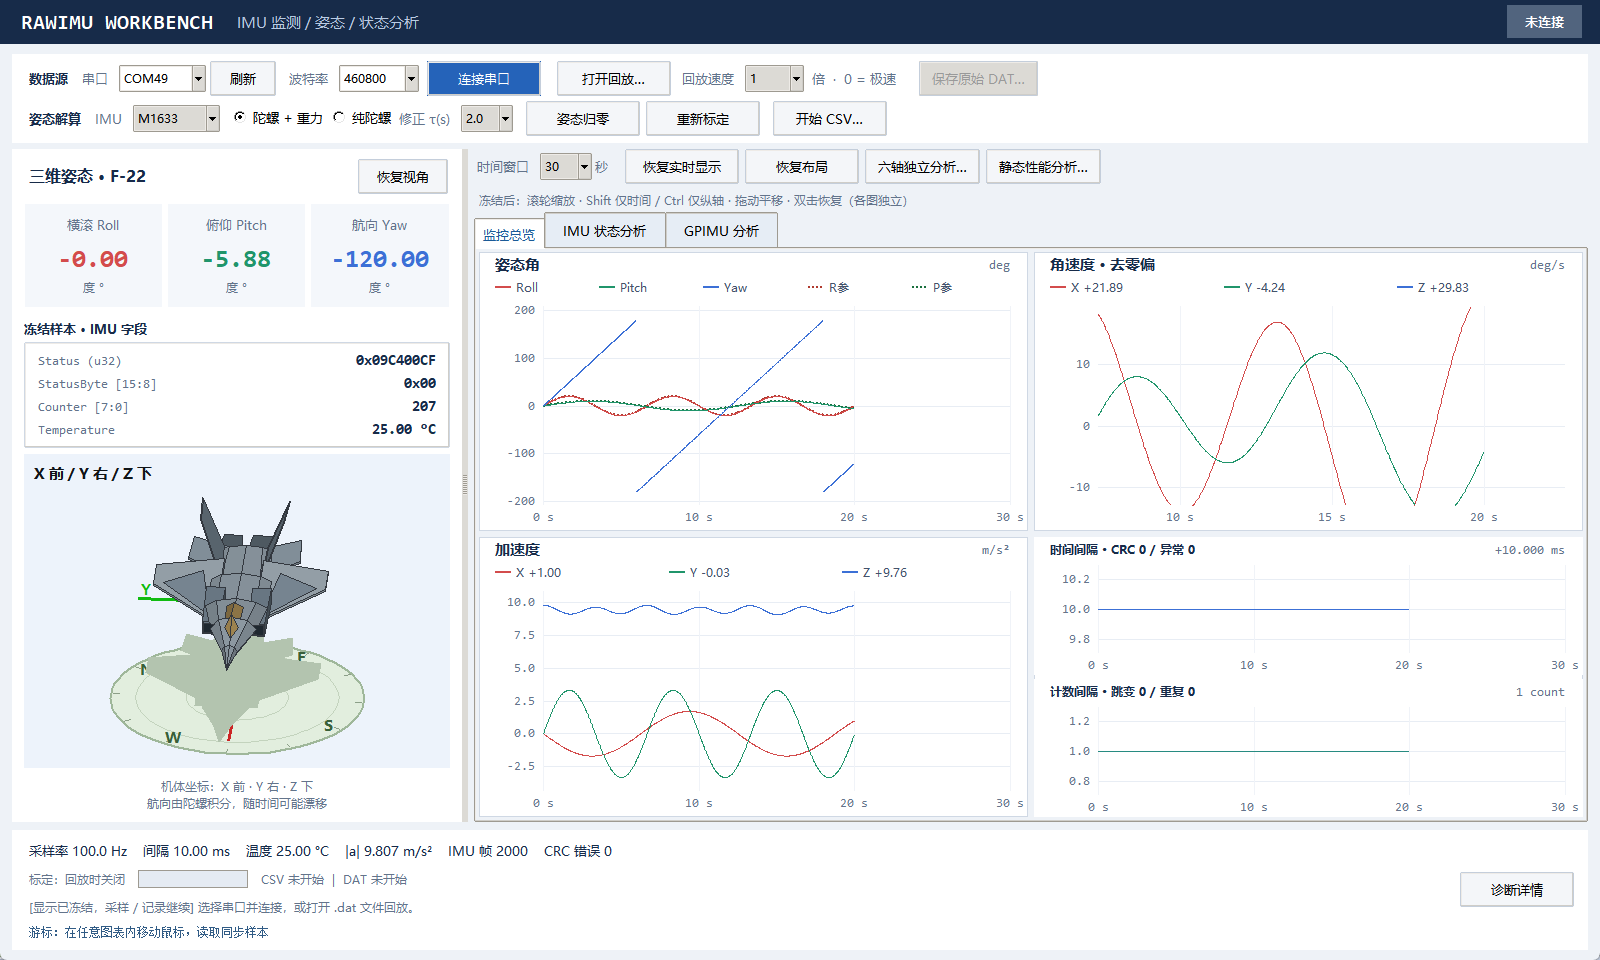 RAWIMU WORKBENCH IMU 监测 / 姿态 / 状态分析 未连接
数据源 串口 COM49 刷新 波特率 460800 连接串口 打开回放... 回放速度 1 倍 · 0 = 极速 保存原始 DAT...
姿态解算 IMU M1633 陀螺 + 重力 纯陀螺 修正 τ(s) 2.0 姿态归零 重新标定 开始 CSV...
三维姿态 • F-22 恢复视角
横滚 Roll 俯仰 Pitch 航向 Yaw
-0.00 -5.88 -120.00
度 ° 度 ° 度 °
冻结样本 • IMU 字段
Status (u32) 0x09C400CF
StatusByte [15:8] 0x00
Counter [7:0] 207
Temperature 25.00 °C
X 前 / Y 右 / Z 下
Y
N F
W S
机体坐标: X 前 · Y 右 · Z 下
航向由陀螺积分，随时间可能漂移
时间窗口 30 秒 恢复实时显示 恢复布局 六轴独立分析... 静态性能分析...
冻结后: 滚轮缩放 · Shift 仅时间 / Ctrl 仅纵轴 · 拖动平移 · 双击恢复（各图独立）
监控总览 IMU 状态分析 GPIMU 分析
姿态角 deg
Roll Pitch Yaw R参 P参
200
100
0
-100
-200
0 s 10 s 20 s 30 s
角速度 • 去零偏 deg/s
X +21.89 Y -4.24 Z +29.83
10
0
-10
10 s 15 s 20 s
加速度 m/s²
X +1.00 Y -0.03 Z +9.76
10.0
7.5
5.0
2.5
0.0
-2.5
0 s 10 s 20 s 30 s
时间间隔 • CRC 0 / 异常 0 +10.000 ms
10.2
10.0
9.8
0 s 10 s 20 s 30 s
计数间隔 • 跳变 0 / 重复 0 1 count
1.2
1.0
0.8
0 s 10 s 20 s 30 s
采样率 100.0 Hz 间隔 10.00 ms 温度 25.00 °C |a| 9.807 m/s² IMU 帧 2000 CRC 错误 0
标定: 回放时关闭 CSV 未开始 | DAT 未开始
[显示已冻结，采样 / 记录继续] 选择串口并连接，或打开 .dat 文件回放。
游标: 在任意图表内移动鼠标，读取同步样本
诊断详情